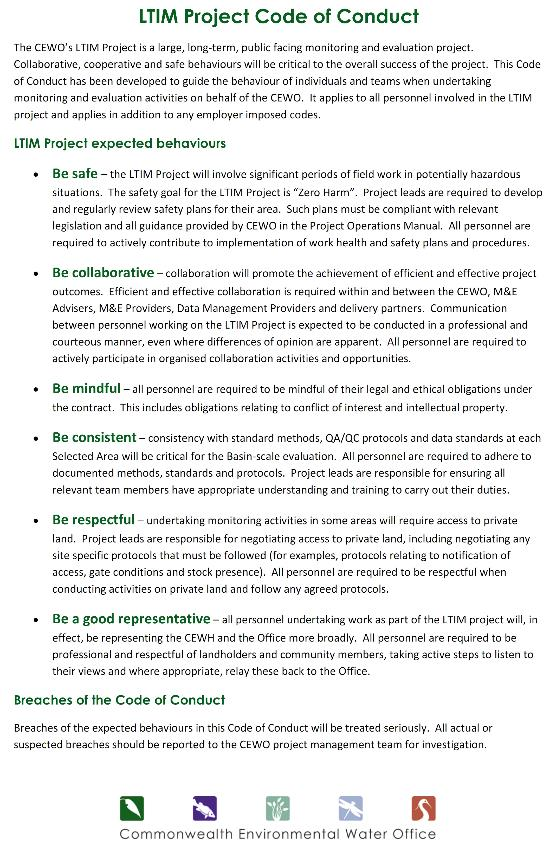 LTIM Project Code of Conduct
The CEWO's LTIM Project is a large, long-term, public facing monitoring and evaluation project.
Collaborative, cooperative and safe behaviours will be critical to the overall success of the project. This Code
of Conduct has been developed to guide the behaviour of individuals and teams when undertaking
monitoring and evaluation activities on behalf of the CEWO. It applies to all personnel involved in the LTIM
project and applies in addition to any employer imposed codes.
LTIM Project expected behaviours
• Be safe – the LTIM Project will involve significant periods of field work in potentially hazardous
situations. The safety goal for the LTIM Project is “Zero Harm”. Project leads are required to develop
and regularly review safety plans for their area. Such plans must be compliant with relevant
legislation and all guidance provided by CEWO in the Project Operations Manual. All personnel are
required to actively contribute to implementation of work health and safety plans and procedures.
• Be collaborative – collaboration will promote the achievement of efficient and effective project
outcomes. Efficient and effective collaboration is required within and between the CEWO, M&E
Advisers, M&E Providers, Data Management Providers and delivery partners. Communication
between personnel working on the LTIM Project is expected to be conducted in a professional and
courteous manner, even where differences of opinion are apparent. All personnel are required to
actively participate in organised collaboration activities and opportunities.
• Be mindful – all personnel are required to be mindful of their legal and ethical obligations under
the contract. This includes obligations relating to conflict of interest and intellectual property.
• Be consistent – consistency with standard methods, QA/QC protocols and data standards at each
Selected Area will be critical for the Basin-scale evaluation. All personnel are required to adhere to
documented methods, standards and protocols. Project leads are responsible for ensuring all
relevant team members have appropriate understanding and training to carry out their duties.
• Be respectful – undertaking monitoring activities in some areas will require access to private
land. Project leads are responsible for negotiating access to private land, including negotiating any
site specific protocols that must be followed (for examples, protocols relating to notification of
access, gate conditions and stock presence). All personnel are required to be respectful when
conducting activities on private land and follow any agreed protocols.
• Be a good representative – all personnel undertaking work as part of the LTIM project will, in
effect, be representing the CEWH and the Office more broadly. All personnel are required to be
professional and respectful of landholders and community members, taking active steps to listen to
their views and where appropriate, relay these back to the Office.
Breaches of the Code of Conduct
Breaches of the expected behaviours in this Code of Conduct will be treated seriously. All actual or
suspected breaches should be reported to the CEWO project management team for investigation.
Commonwealth Environmental Water Office